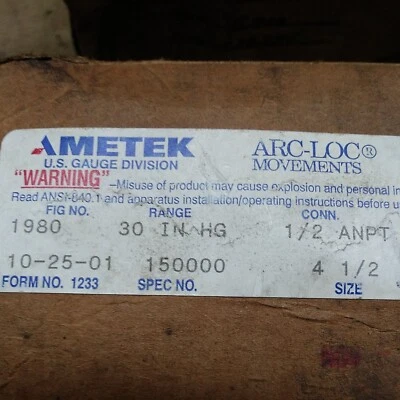 AMETEK ARC-LOC®
U.S. GAUGE DIVISION MOVEMENTS
"WARNING" -Misuse of product may cause explosion and personal in
Read ANSI-B40.1 and apparatus installation/operating instructions before u
FIG NO. RANGE CONN.
1980 30 IN HG 1/2 ANPT
10-25-01 150000 4 1/2
FORM NO. 1233 SPEC NO. SIZE